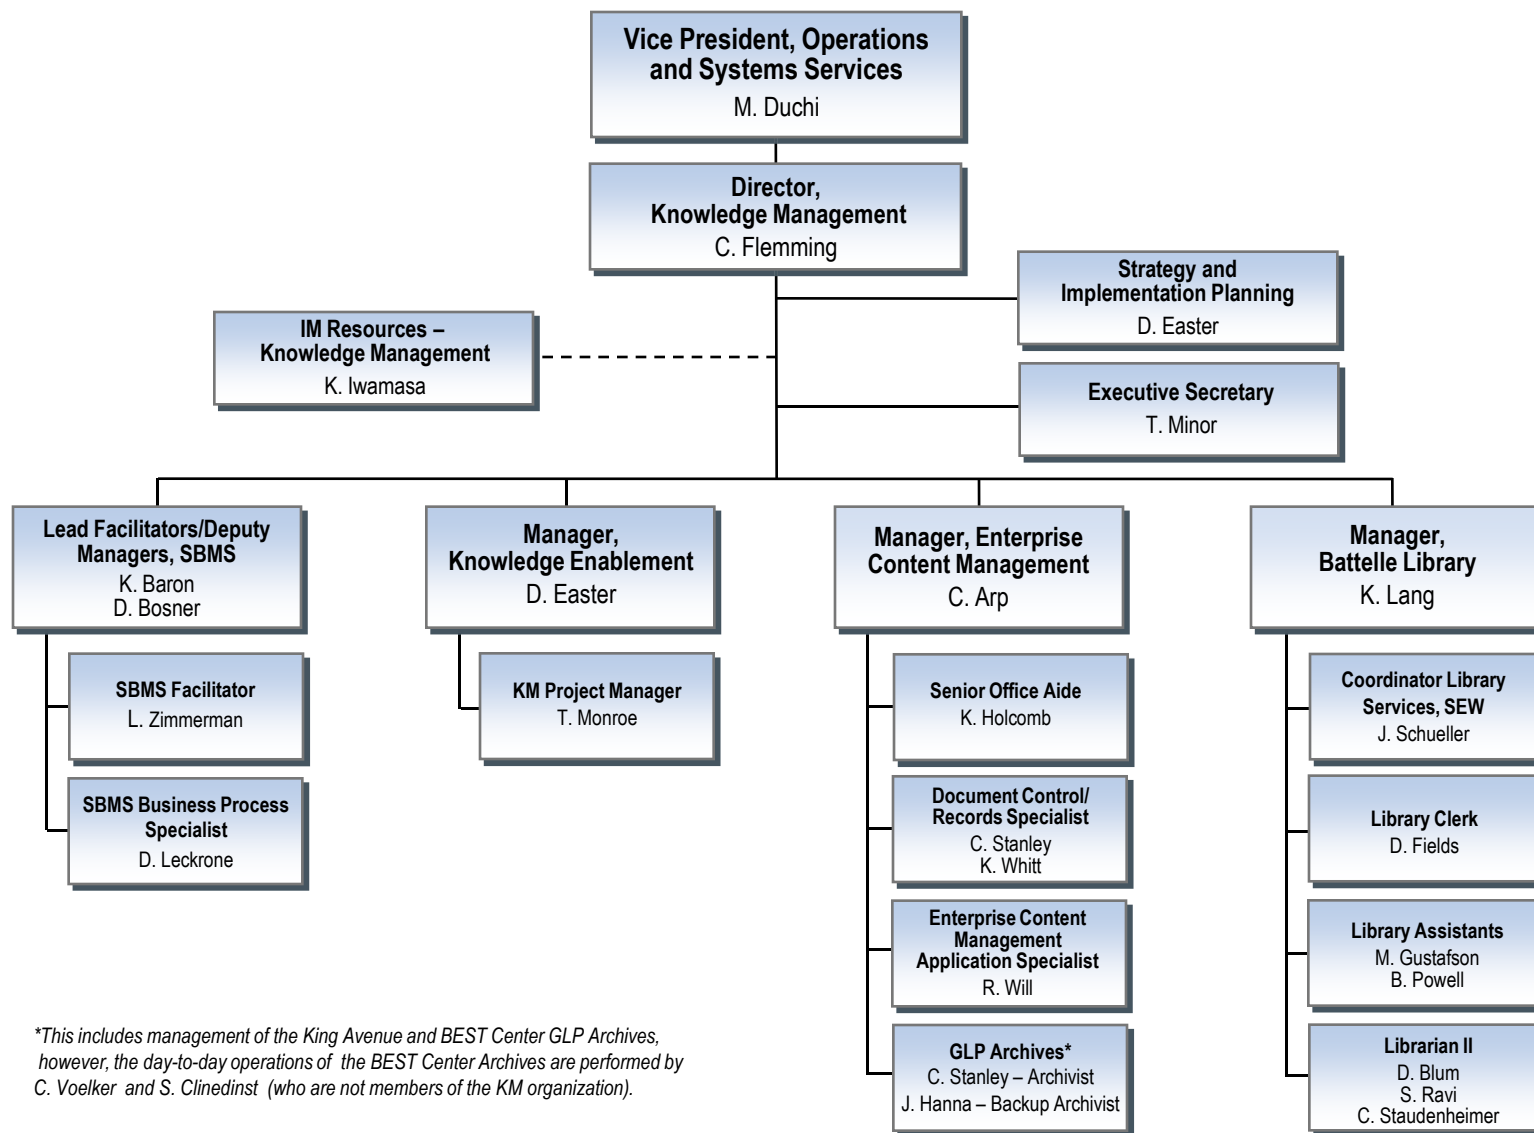 Vice President, Operations
and Systems Services
M. Duchi
Director,
Knowledge Management
C. Flemming
Strategy and
Implementation Planning
D. Easter
IM Resources –
Knowledge Management
K. Iwamasa
Executive Secretary
T. Minor
Lead Facilitators/Deputy
Managers, SBMS
K. Baron
D. Bosner
SBMS Facilitator
L. Zimmerman
SBMS Business Process
Specialist
D. Leckrone
Manager,
Knowledge Enablement
D. Easter
KM Project Manager
T. Monroe
Manager, Enterprise
Content Management
C. Arp
Senior Office Aide
K. Holcomb
Document Control/
Records Specialist
C. Stanley
K. Whitt
Enterprise Content
Management
Application Specialist
R. Will
GLP Archives*
C. Stanley – Archivist
J. Hanna – Backup Archivist
Manager,
Battelle Library
K. Lang
Coordinator Library
Services, SEW
J. Schueller
Library Clerk
D. Fields
Library Assistants
M. Gustafson
B. Powell
Librarian II
D. Blum
S. Ravi
C. Staudenheimer
*This includes management of the King Avenue and BEST Center GLP Archives,
however, the day-to-day operations of the BEST Center Archives are performed by
C. Voelker and S. Clinedinst (who are not members of the KM organization).